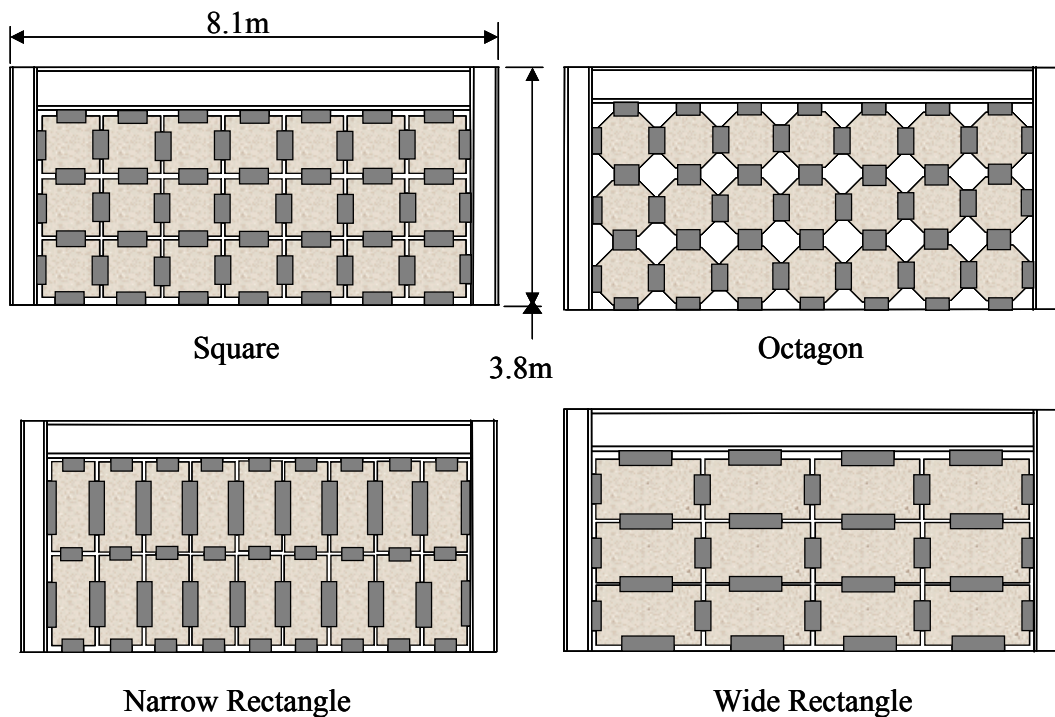 8.1m
Square
Octagon
3.8m
Narrow Rectangle
Wide Rectangle